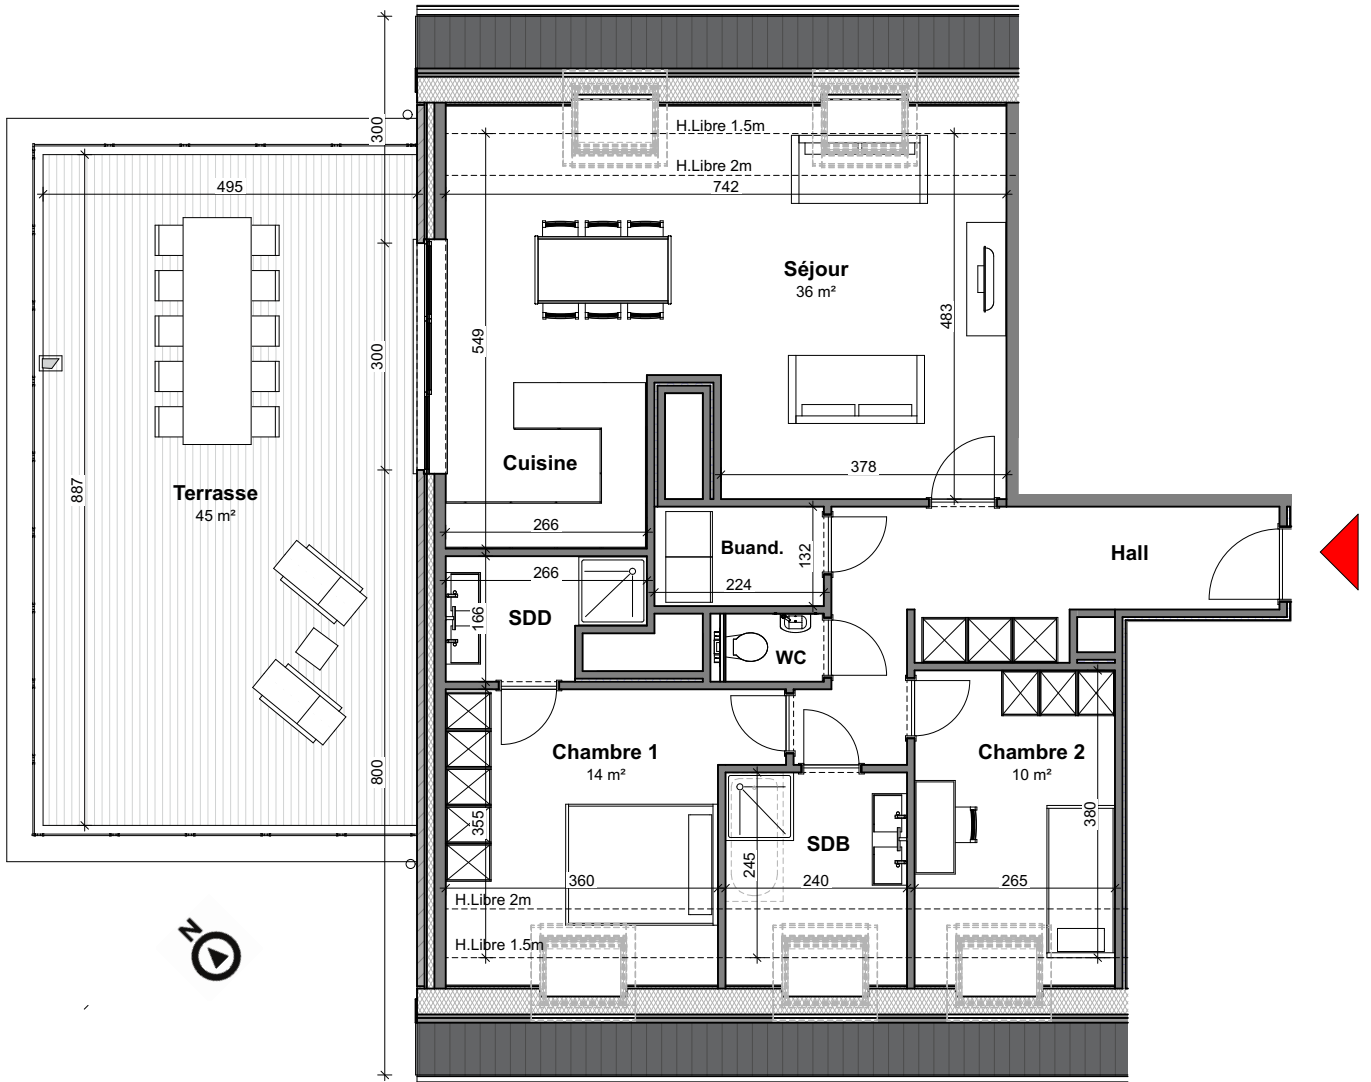 300
H.Libre 1.5m
H.Libre 2m
495
742
Séjour
36 m²
483
549
300
Cuisine
378
Terrasse
45 m²
887
266
Buand.
132
Hall
266
224
166
SDD
WC
Chambre 1
14 m²
Chambre 2
10 m²
800
355
380
SDB
245
360
240
265
H.Libre 2m
H.Libre 1.5m
N